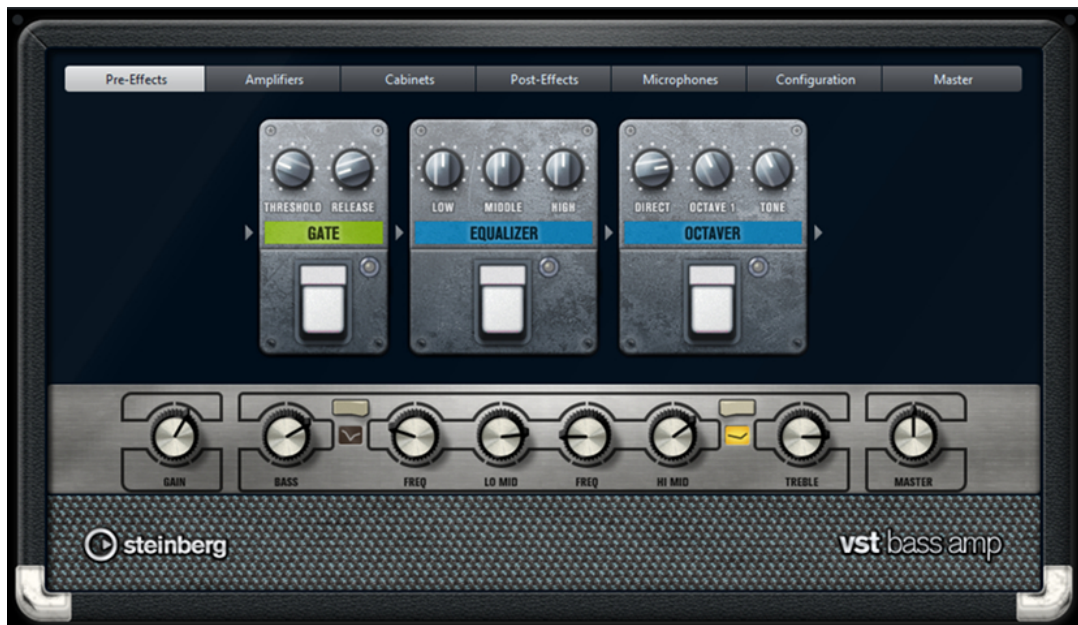 Pre-Effects Amplifiers Cabinets Post-Effects Microphones Configuration Master
THRESHOLD RELEASE LOW MIDDLE HIGH DIRECT OCTAVE 1 TONE
GATE EQUALIZER OCTAVER
GAIN BASS FREQ LO MID FREQ HI MID TREBLE MASTER
steinberg vst bass amp